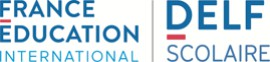 FRANCE
ÉDUCATION
INTERNATIONAL
DELF
SCOLAIRE